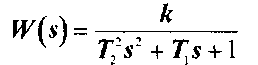 W(s) = k / (T₂²s² + T₁s + 1)